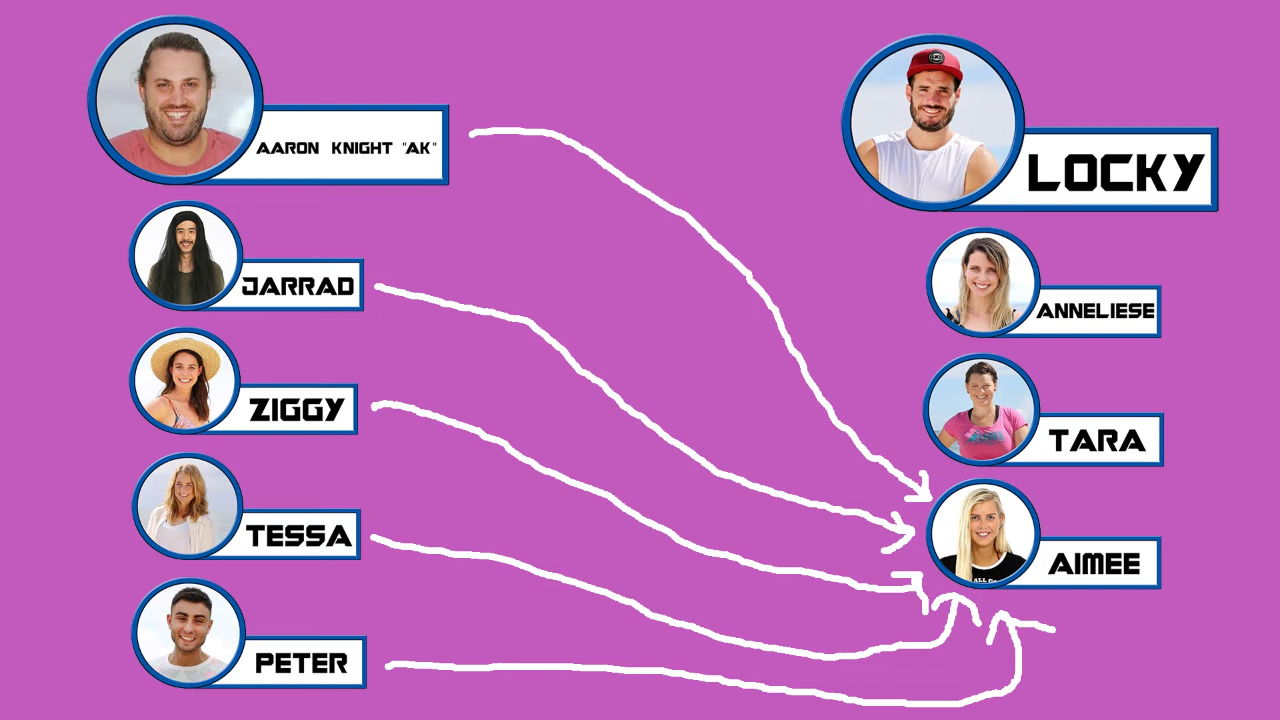 AARON KNIGHT "AK"
JARRAD
ZIGGY
TESSA
PETER
LOCKY
ANNELIESE
TARA
AIMEE